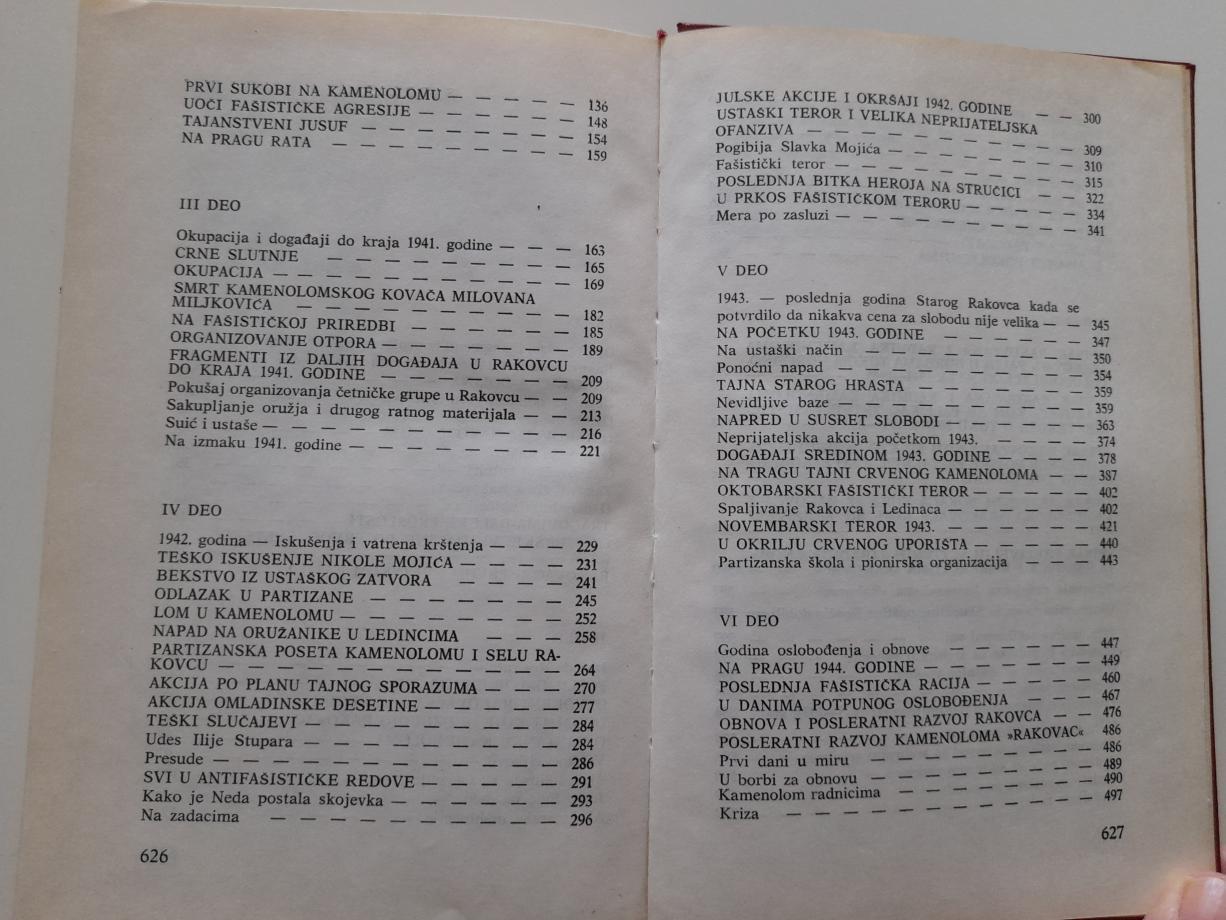 PRVI SUKOBI NA KAMENOLOMU — — — — — 136
UOČI FAŠISTIČKE AGRESIJE — — — — — — 148
TAJANSTVENI JUSUF — — — — — — — — 154
NA PRAGU RATA — — — — — — — — — — 159
III DEO
Okupacija i događaji do kraja 1941. godine — — — 163
CRNE SLUTNJE — — — — — — — — — 165
OKUPACIJA — — — — — — — — — — — 169
SMRT KAMENOLOMSKOG KOVAČA MILOVANA
MILJKOVIĆA — — — — — — — — — — 182
NA FAŠISTIČKOJ PRIREDBI — — — — — — 185
ORGANIZOVANJE OTPORA — — — — — — — 189
FRAGMENTI IZ DALJIH DOGAĐAJA U RAKOVCU
DO KRAJA 1941. GODINE — — — — — — — 209
Pokušaj organizovanja četničke grupe u Rakovcu — — 209
Sakupljanje oružja i drugog ratnog materijala — — 213
Suić i ustaše — — — — — — — — — — — 216
Na izmaku 1941. godine — — — — — — — — 221
IV DEO
1942. godina — Iskušenja i vatrena krštenja — — — 229
TEŠKO ISKUŠENJE NIKOLE MOJIĆA — — — — 231
BEKSTVO IZ USTAŠKOG ZATVORA — — — — 241
ODLAZAK U PARTIZANE — — — — — — — 245
LOM U KAMENOLOMU — — — — — — — — 252
NAPAD NA ORUŽANIKE U LEDINCIMA — — — 258
PARTIZANSKA POSETA KAMENOLOMU I SELU RA-
KOVCU — — — — — — — — — — — — 264
AKCIJA PO PLANU TAJNOG SPORAZUMA — — — 270
AKCIJA OMLADINSKE DESETINE — — — — — 277
TEŠKI SLUČAJEVI — — — — — — — — — 284
Udes Ilije Stupara — — — — — — — — — 284
Presude — — — — — — — — — — — — 286
SVI U ANTIFAŠISTIČKE REDOVE — — — — — 291
Kako je Neda postala skojevka — — — — — — 293
Na zadacima — — — — — — — — — — 296
626
JULSKE AKCIJE I OKRŠAJI 1942. GODINE — — 300
USTAŠKI TEROR I VELIKA NEPRIJATELJSKA
OFANZIVA — — — — — — — — — — 309
Pogibija Slavka Mojića — — — — — — — 310
Fašistički teror — — — — — — — — — 315
POSLEDNJA BITKA HEROJA NA STRUČICI — — 322
U PRKOS FAŠISTIČKOM TERORU — — — — 334
Mera po zasluzi — — — — — — — — — 341
V DEO
1943. — poslednja godina Starog Rakovca kada se
potvrdilo da nikakva cena za slobodu nije velika — — 345
NA POČETKU 1943. GODINE — — — — — — 347
Na ustaški način — — — — — — — — 350
Ponoćni napad — — — — — — — — — 354
TAJNA STAROG HRASTA — — — — — — 359
Nevidljive baze — — — — — — — — — 359
NAPRED U SUSRET SLOBODI — — — — — 363
Neprijateljska akcija početkom 1943. — — — — 374
DOGAĐAJI SREDINOM 1943. GODINE — — — — 378
NA TRAGU TAJNI CRVENOG KAMENOLOMA — — 387
OKTOBARSKI FAŠISTIČKI TEROR — — — — — 402
Spaljivanje Rakovca i Ledinaca — — — — — — 402
NOVEMBARSKI TEROR 1943. — — — — — — 421
U OKRILJU CRVENOG UPORIŠTA — — — — — 440
Partizanska škola i pionirska organizacija — — — 443
VI DEO
Godina oslobođenja i obnove — — — — — — 447
NA PRAGU 1944. GODINE — — — — — — — 449
POSLEDNJA FAŠISTIČKA RACIJA — — — — — 460
U DANIMA POTPUNOG OSLOBOĐENJA — — — 467
OBNOVA I POSLERATNI RAZVOJ RAKOVCA — — 476
POSLERATNI RAZVOJ KAMENOLOMA »RAKOVAC« 486
Prvi dani u miru — — — — — — — — 486
U borbi za obnovu — — — — — — — — 489
Kamenolom radnicima — — — — — — — 490
Kriza — — — — — — — — — — — 497
627